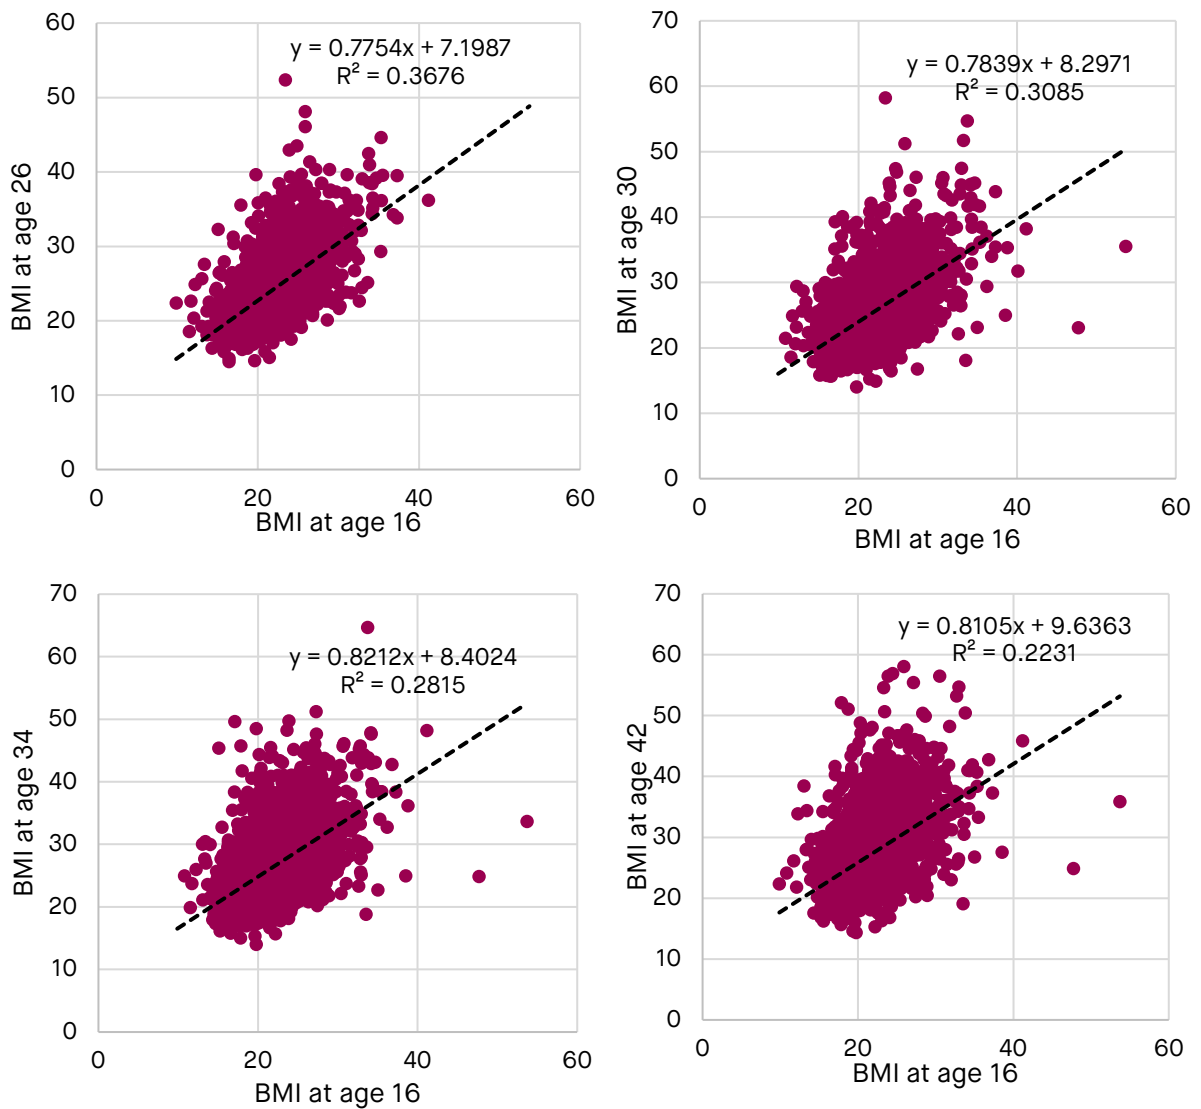 60
50
40
30
20
10
0
0 20 40 60
BMI at age 26
BMI at age 16
y = 0.7754x + 7.1987
R² = 0.3676
70
60
50
40
30
20
10
0
0 20 40 60
BMI at age 30
BMI at age 16
y = 0.7839x + 8.2971
R² = 0.3085
70
60
50
40
30
20
10
0
0 20 40 60
BMI at age 34
BMI at age 16
y = 0.8212x + 8.4024
R² = 0.2815
70
60
50
40
30
20
10
0
0 20 40 60
BMI at age 42
BMI at age 16
y = 0.8105x + 9.6363
R² = 0.2231